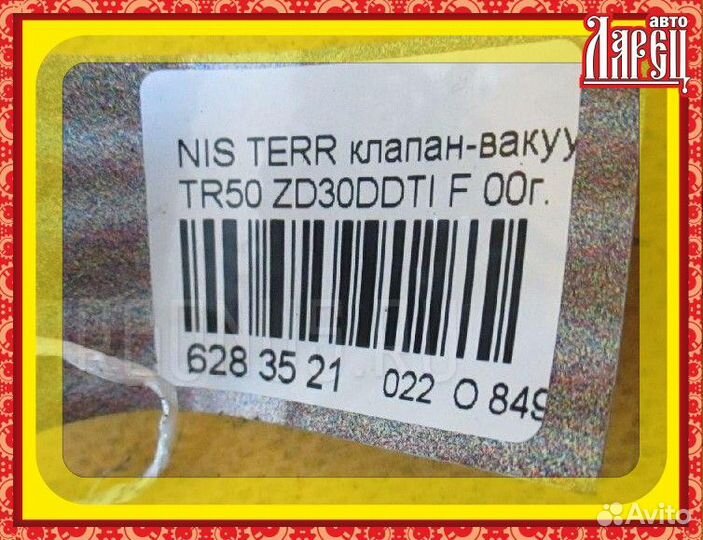 авто
ЛАРЕЦ
NIS TERR клапан-вакуу
TR50 ZD30DDTI F 00г.
628 35 21 022 O 849
Avito